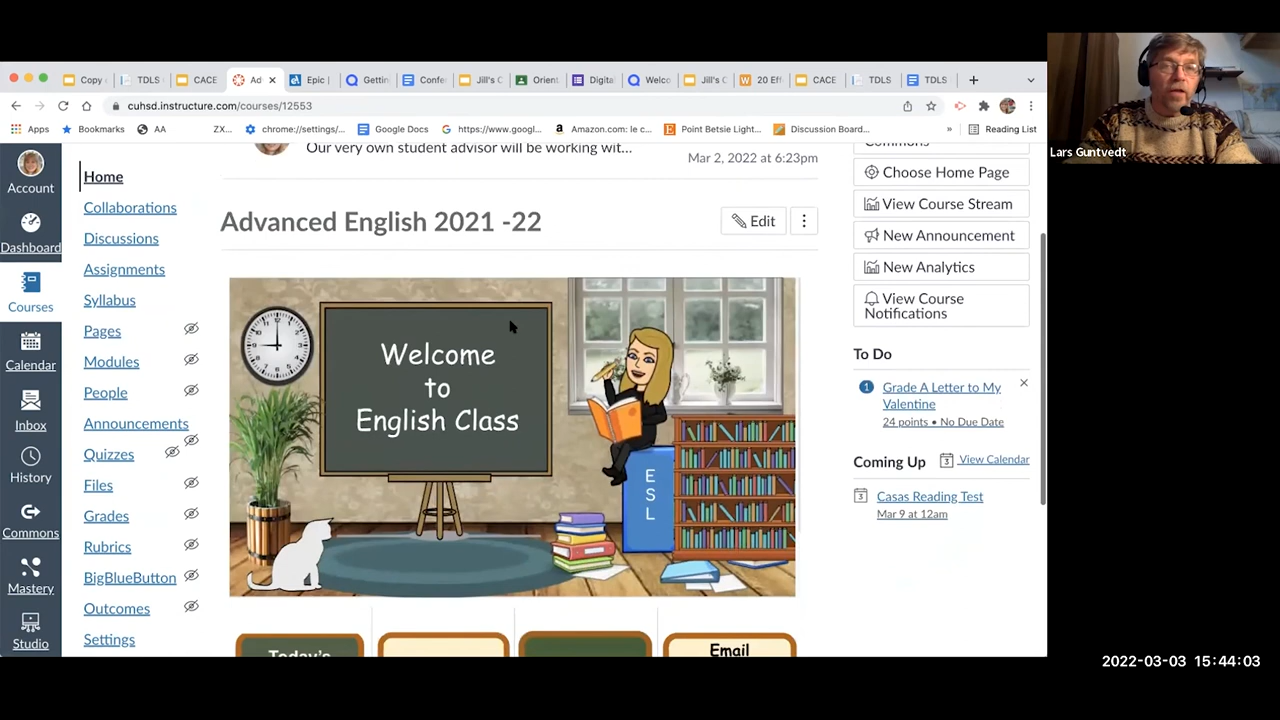 Copy
TDLS
CACE
Ad
Epic |
Gettin
Confe
Jill's C
Orient
Digita
Welco
Jill's C
20 Eff
CACE
TDLS
TDLS
cuhsd.instructure.com/courses/12553
Apps
Bookmarks
AA
ZX...
chrome://settings/...
Google Docs
https://www.googl...
Amazon.com: le c...
Point Betsie Light...
Discussion Board...
»
Reading List
Lars Guntvedt
Account
Dashboard
Courses
Calendar
Inbox
History
Commons
Mastery
Studio
Home
Collaborations
Discussions
Assignments
Syllabus
Pages
Modules
People
Announcements
Quizzes
Files
Grades
Rubrics
BigBlueButton
Outcomes
Settings
Our very own student advisor will be working wit...
Mar 2, 2022 at 6:23pm
Advanced English 2021 -22
Edit
Welcome
to
English Class
E
S
L
Today's
Email
Commons
Choose Home Page
View Course Stream
New Announcement
New Analytics
View Course
Notifications
To Do
1
Grade A Letter to My
Valentine
24 points • No Due Date
Coming Up
3
View Calendar
3
Casas Reading Test
Mar 9 at 12am
2022-03-03 15:44:03